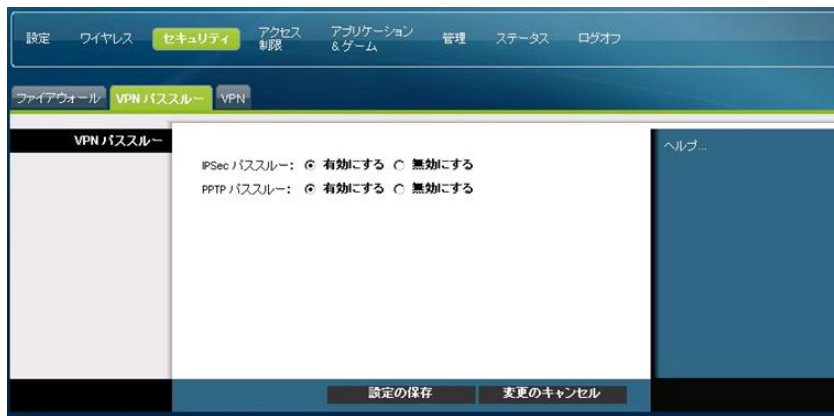 設定 ワイヤレス セキュリティ アクセス制限 アプリケーション&ゲーム 管理 ステータス ログオフ
ファイアウォール VPN パススルー VPN
VPN パススルー
ヘルプ...
IPSec パススルー: 有効にする 無効にする
PPTP パススルー: 有効にする 無効にする
設定の保存 変更のキャンセル